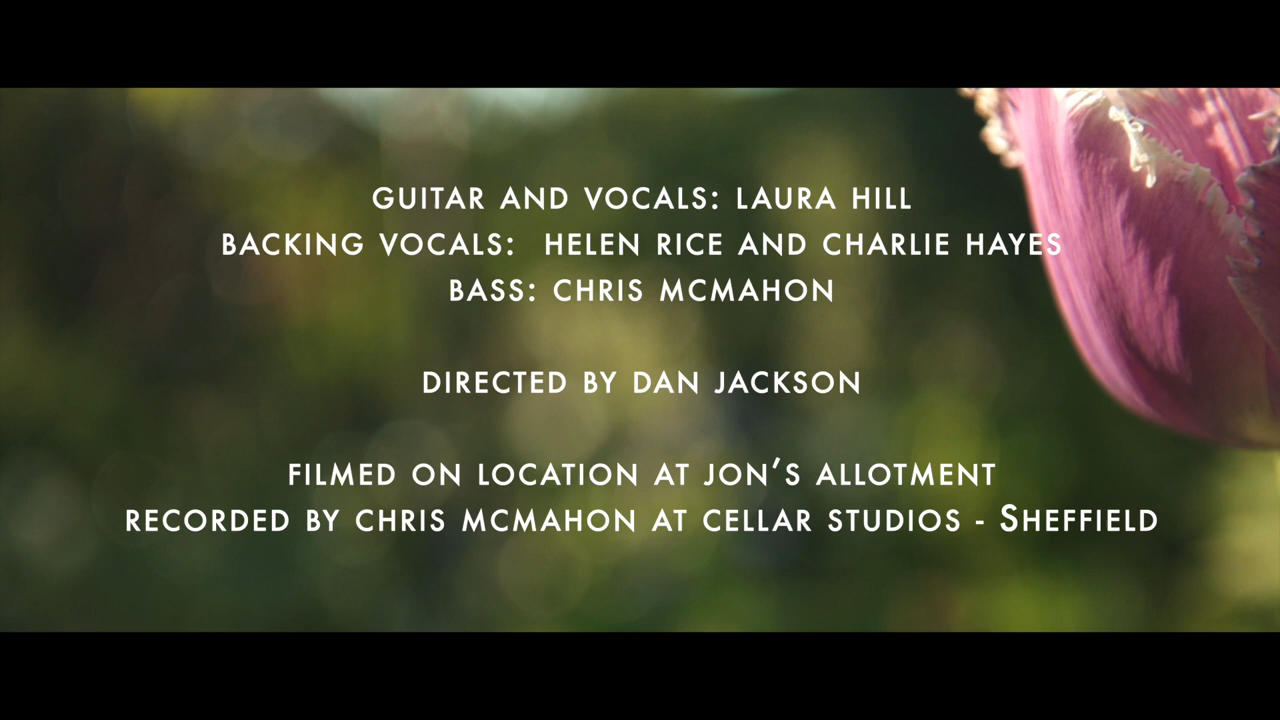 GUITAR AND VOCALS: LAURA HILL
BACKING VOCALS: HELEN RICE AND CHARLIE HAYES
BASS: CHRIS MCMAHON
DIRECTED BY DAN JACKSON
FILMED ON LOCATION AT JON'S ALLOTMENT
RECORDED BY CHRIS MCMAHON AT CELLAR STUDIOS - SHEFFIELD